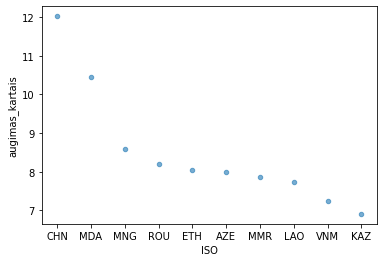 12
11
10
9
8
7
augimas_kartais
CHN MDA MNG ROU ETH AZE MMR LAO VNM KAZ
ISO